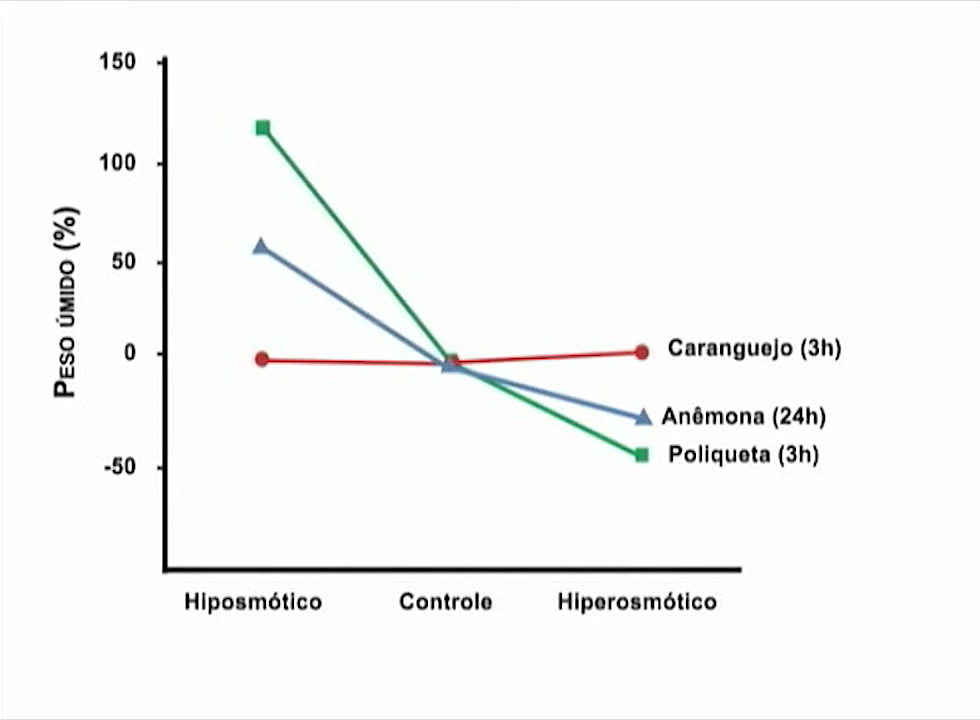 150
100
50
0
-50
PESO ÚMIDO (%)
Caranguejo (3h)
Anêmona (24h)
Poliqueta (3h)
Hiposmótico
Controle
Hiperosmótico